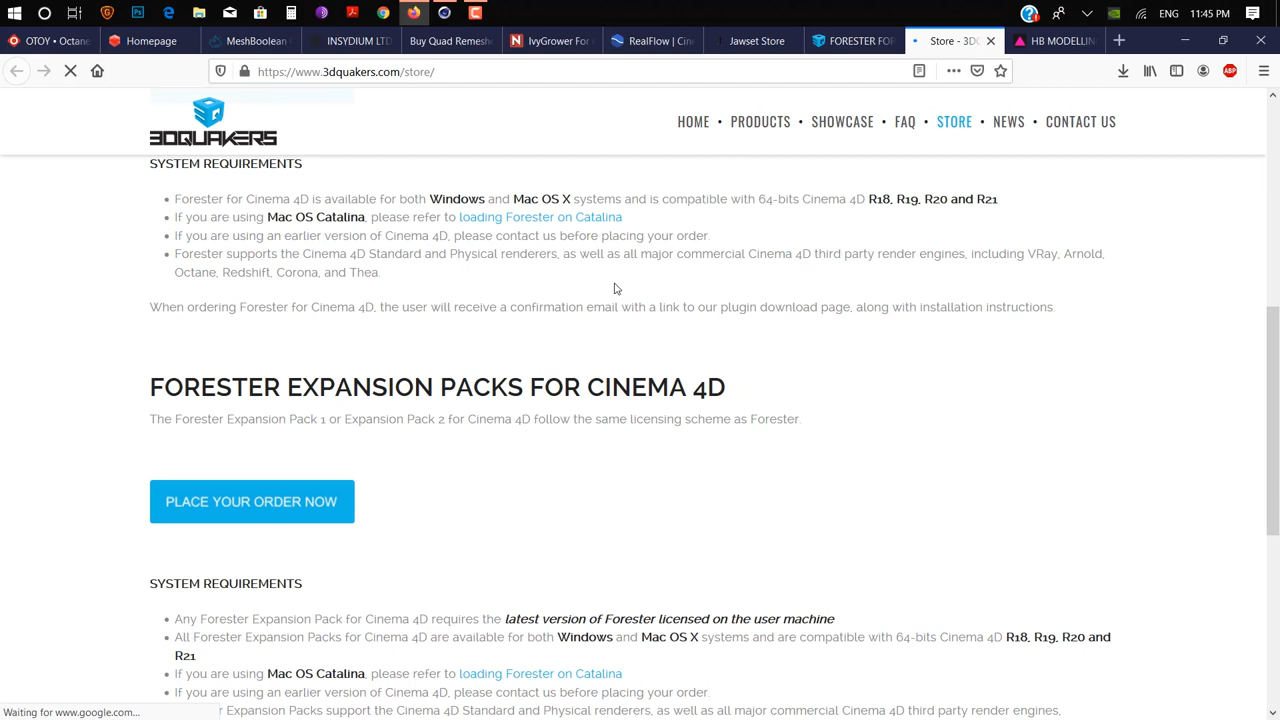 ENG 11:45 PM
OTOY • Octane
Homepage
MeshBoolean
INSYDIUM LTD
Buy Quad Remeshe
IvyGrower Fo
RealFlow | Cin
Jawset Store
FORESTER FOR
Store - 3DQ
HB MODELLIN
https://www.3dquakers.com/store/
ABP
3DQUAKERS
HOME • PRODUCTS • SHOWCASE • FAQ • STORE • NEWS • CONTACT US
SYSTEM REQUIREMENTS
Forester for Cinema 4D is available for both Windows and Mac OS X systems and is compatible with 64-bits Cinema 4D R18, R19, R20 and R21
If you are using Mac OS Catalina, please refer to loading Forester on Catalina
If you are using an earlier version of Cinema 4D, please contact us before placing your order.
Forester supports the Cinema 4D Standard and Physical renderers, as well as all major commercial Cinema 4D third party render engines, including VRay, Arnold,
Octane, Redshift, Corona, and Thea.
When ordering Forester for Cinema 4D, the user will receive a confirmation email with a link to our plugin download page, along with installation instructions
FORESTER EXPANSION PACKS FOR CINEMA 4D
The Forester Expansion Pack 1 or Expansion Pack 2 for Cinema 4D follow the same licensing scheme as Forester.
PLACE YOUR ORDER NOW
SYSTEM REQUIREMENTS
Any Forester Expansion Pack for Cinema 4D requires the latest version of Forester licensed on the user machine
All Forester Expansion Packs for Cinema 4D are available for both Windows and Mac OS X systems and are compatible with 64-bits Cinema 4D R18, R19, R20 and
R21
If you are using Mac OS Catalina, please refer to loading Forester on Catalina
If you are using an earlier version of Cinema 4D, please contact us before placing your order.
Waiting for www.google.com...
er Expansion Packs support the Cinema 4D Standard and Physical renderers, as well as all major commercial Cinema 4D third party render engines,